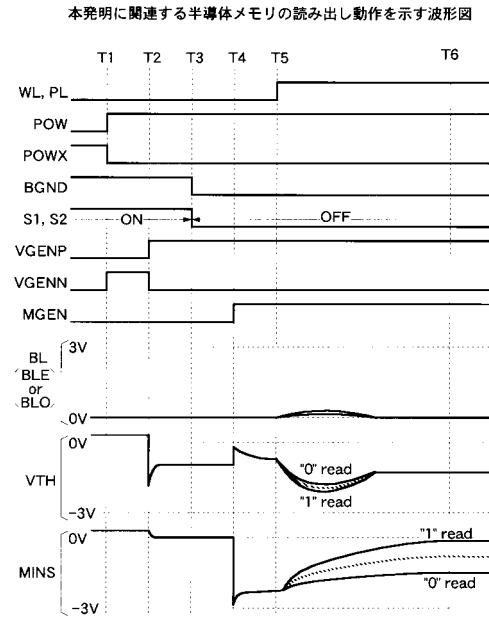 本発明に関連する半導体メモリの読み出し動作を示す波形図
T1 T2 T3 T4 T5 T6
WL, PL
POW
POWX
BGND
S1, S2 ON OFF
VGENP
VGENN
MGEN
3V
BL
BLE
or
BLO
0V
0V
VTH
"0" read
"1" read
−3V
0V
"1" read
MINS
"0" read
−3V